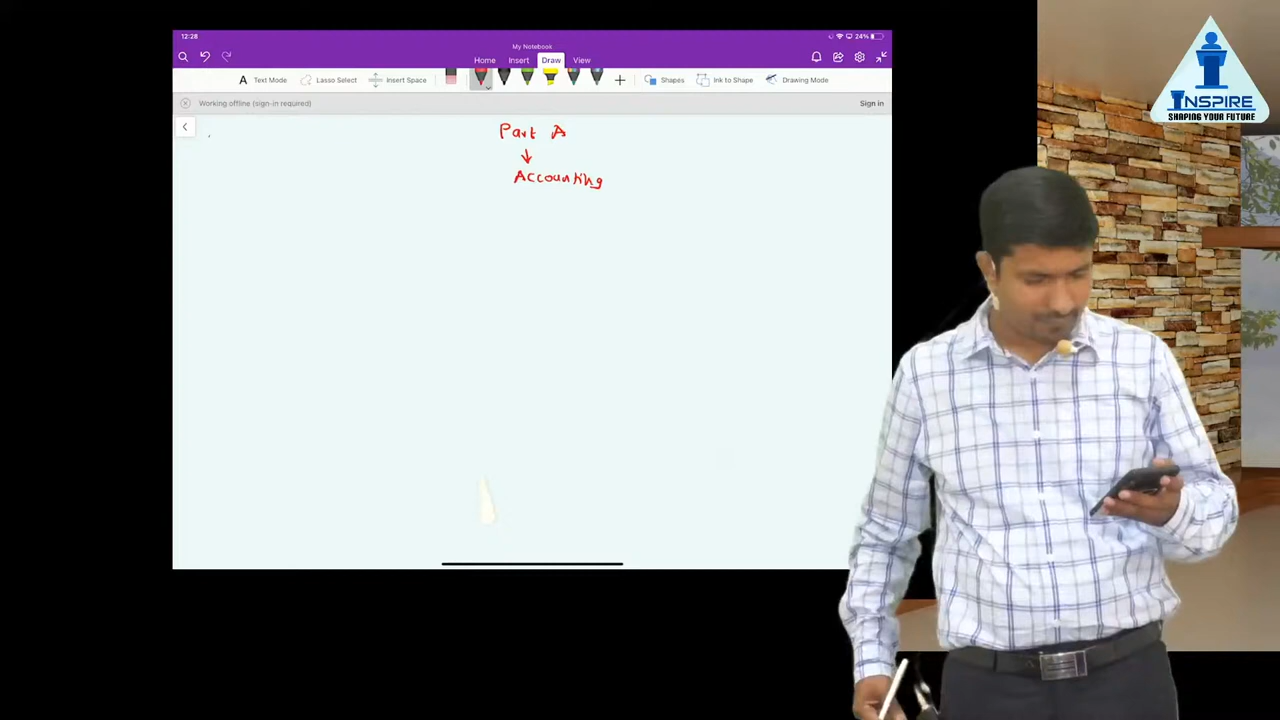 12:28
24%
My Notebook
Home Insert Draw View
Text Mode Lasso Select Insert Space Shapes Ink to Shape Drawing Mode
Working offline (sign-in required) Sign in
Part A
Accounting
INSPIRE
SHAPING YOUR FUTURE